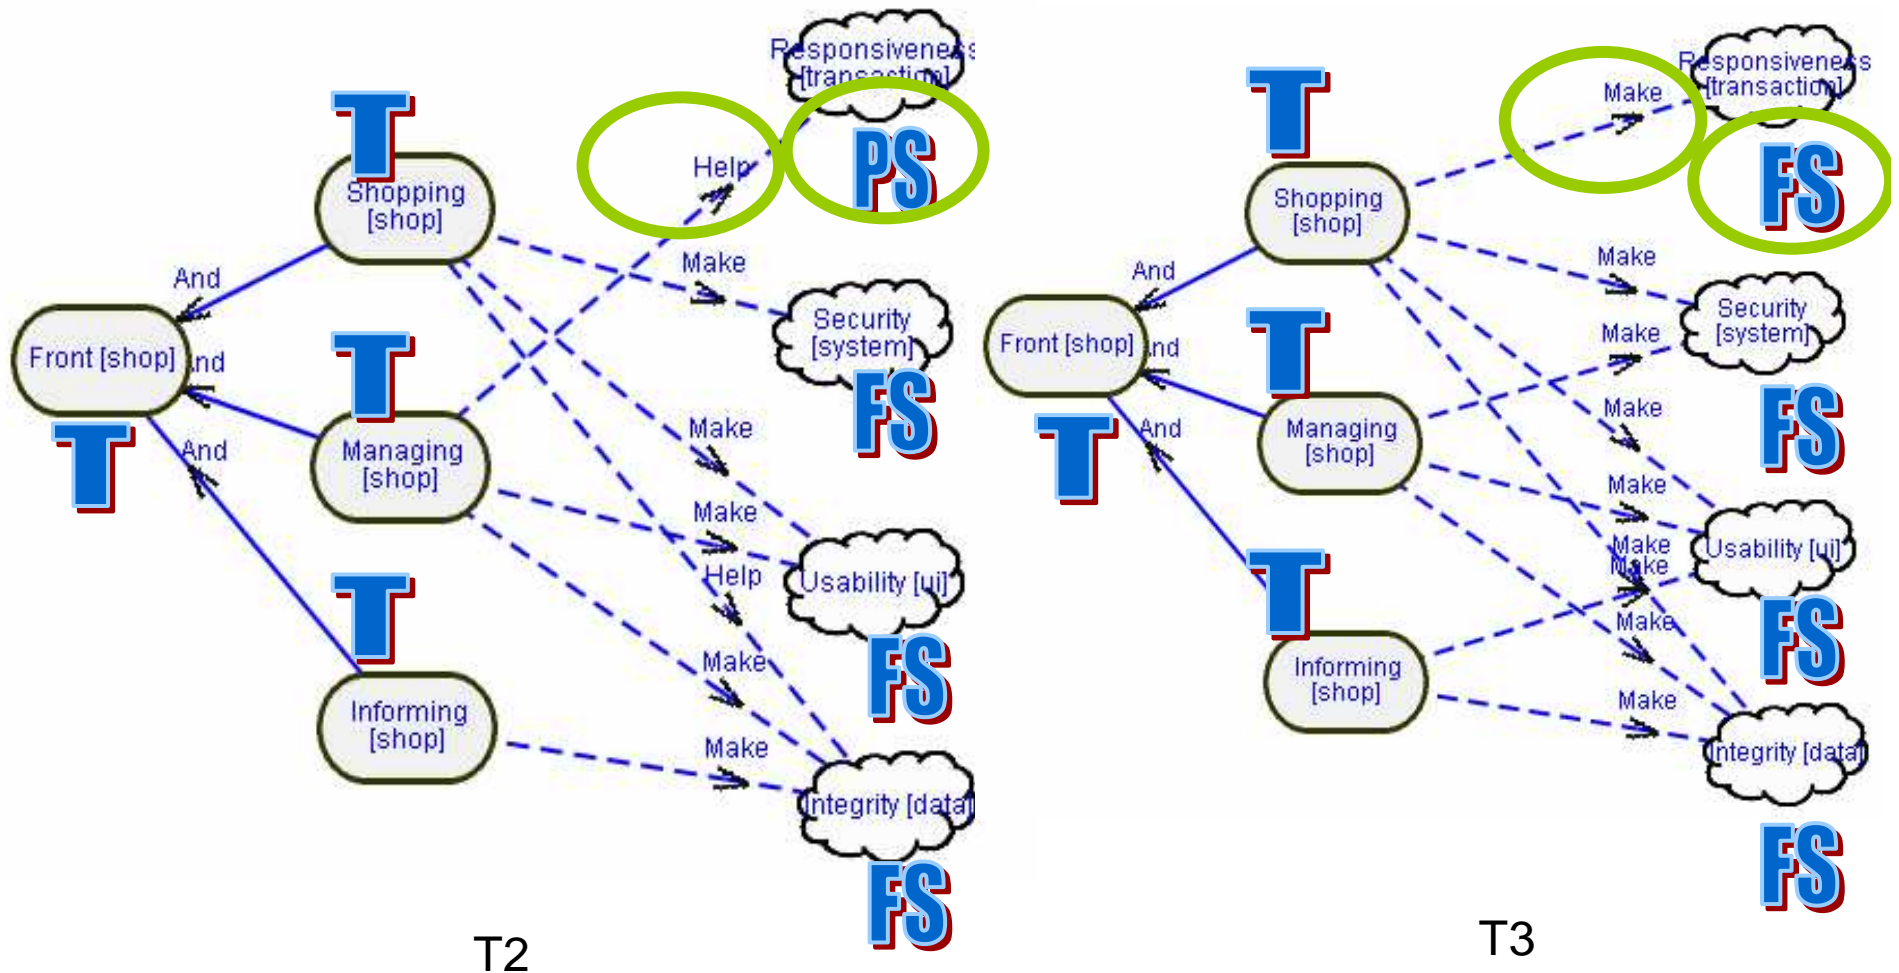 Responsiveness
[transaction]
PS
T
Help
Shopping
[shop]
And
Make
Security
[system]
FS
Front [shop]
And
T
T
Managing
[shop]
And
Make
Make
Usability [ui]
FS
Help
T
Make
Informing
[shop]
Make
Integrity [data]
FS
T2
Responsiveness
[transaction]
FS
T
Make
Shopping
[shop]
And
Make
Security
[system]
FS
Make
Front [shop]
And
T
T
Managing
[shop]
And
Make
Make
Usability [ui]
FS
Make
Make
T
Make
Informing
[shop]
Make
Integrity [data]
FS
T3